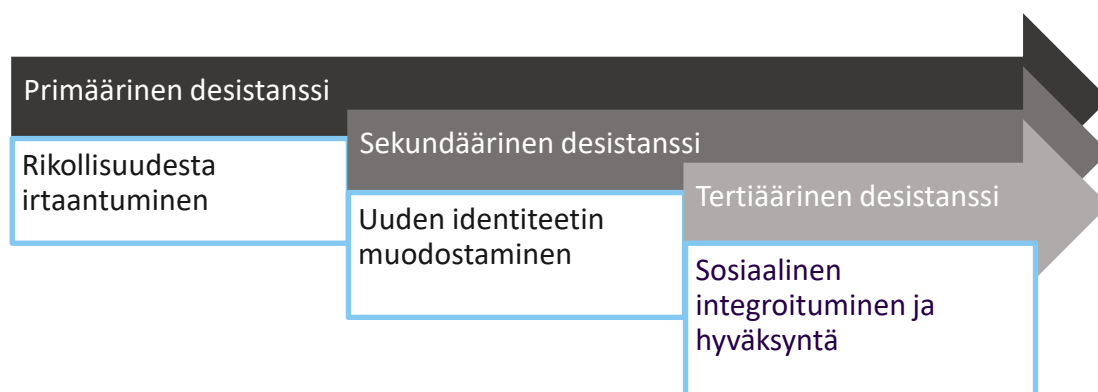 Primäärinen desistanssi
Rikollisuudesta
irtaantuminen
Sekundäärinen desistanssi
Uuden identiteetin
muodostaminen
Tertiäärinen desistanssi
Sosiaalinen
integroituminen ja
hyväksyntä